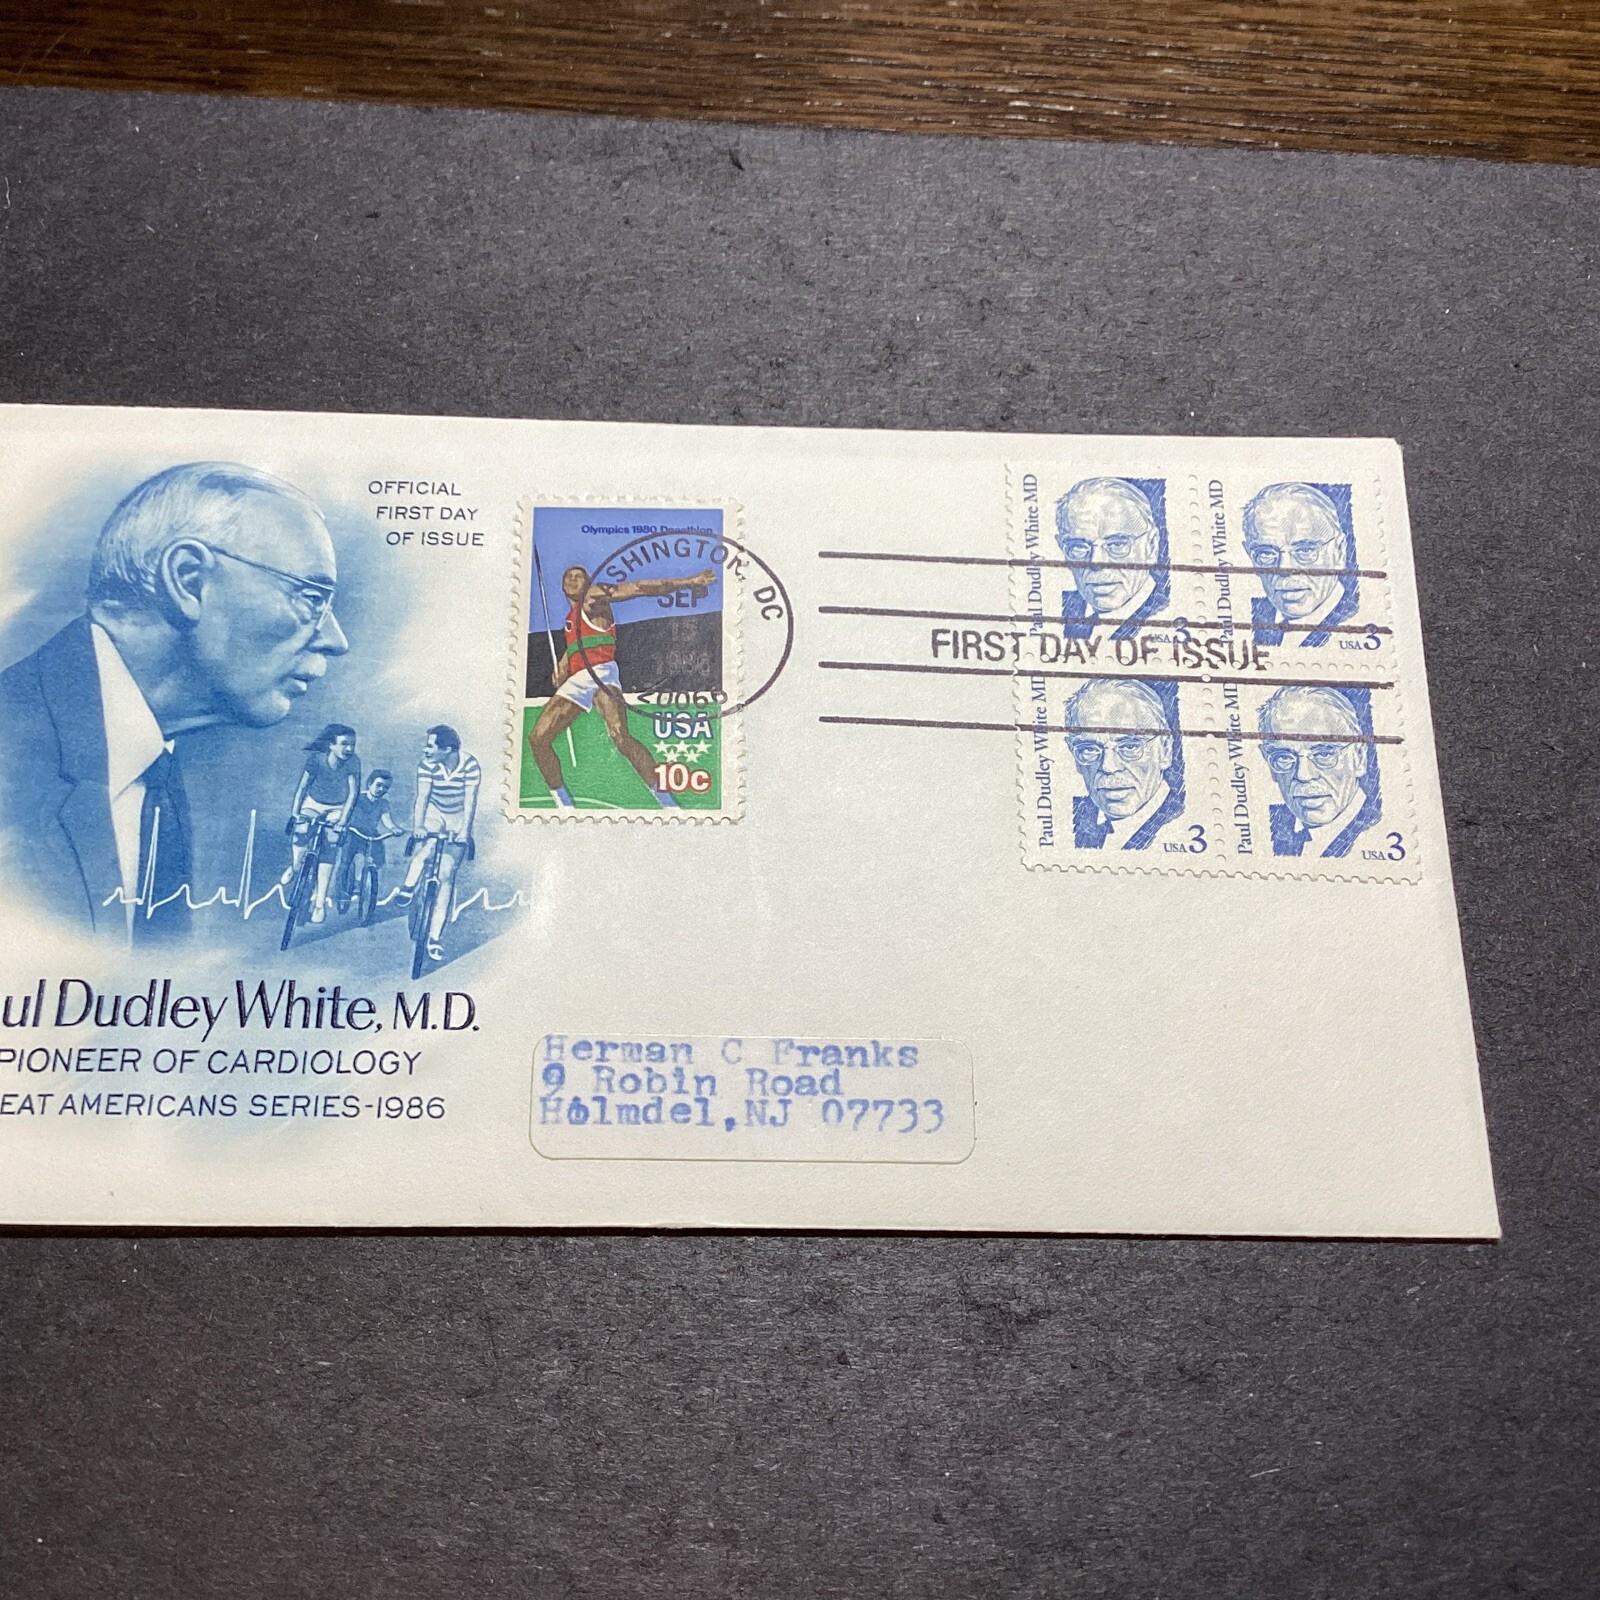 OFFICIAL
FIRST DAY
OF ISSUE
Olympics 1980 Decathlon
ASHINGTON, DC
SEP
15
1986
20066
USA
10c
FIRST DAY OF ISSUE
Paul Dudley White MD
USA 3
Paul Dudley White MD
USA 3
Paul Dudley White MD
USA 3
Paul Dudley White MD
USA 3
ul Dudley White, M.D.
PIONEER OF CARDIOLOGY
EAT AMERICANS SERIES-1986
Herman C Franks
9 Robin Road
Holmdel,NJ 07733